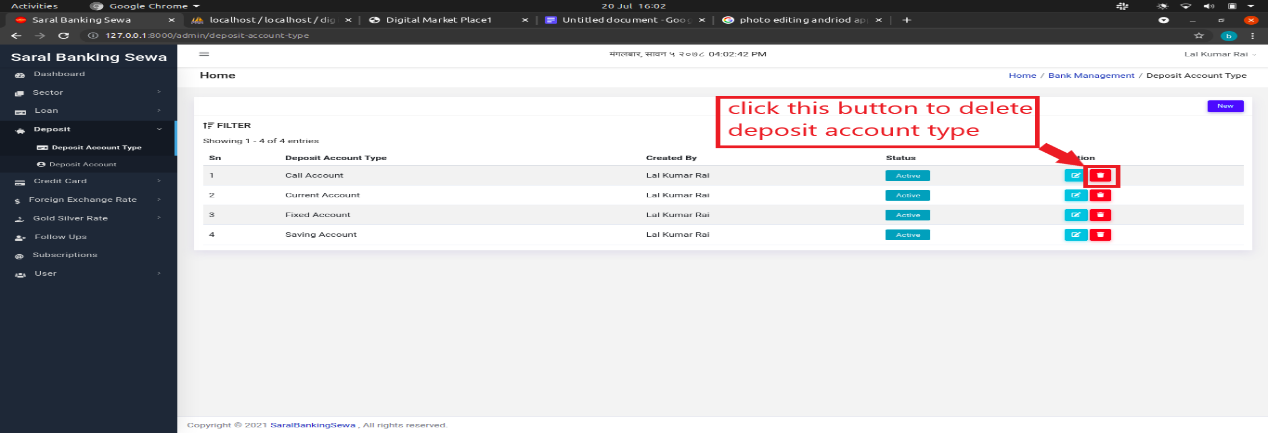 Activities Google Chrome 20 Jul 16:02
Saral Banking Sewa localhost / localhost / dig Digital Market Place1 Untitled document - Goog photo editing andriod ap
127.0.0.1:8000/admin/deposit-account-type b
Saral Banking Sewa मंगलबार, सावन ५ २०७८ 04:02:42 PM Lal Kumar Rai
Dashboard
Home Home / Bank Management / Deposit Account Type
Sector
Loan
New
click this button to delete
deposit account type
Deposit
FILTER
Showing 1 - 4 of 4 entries
Deposit Account Type
Deposit Account
Sn Deposit Account Type Created By Status tion
1 Call Account Lal Kumar Rai Active
2 Current Account Lal Kumar Rai Active
3 Fixed Account Lal Kumar Rai Active
4 Saving Account Lal Kumar Rai Active
Credit Card
Foreign Exchange Rate
Gold Silver Rate
Follow Ups
Subscriptions
User
Copyright © 2021 SaralBankingSewa , All rights reserved.